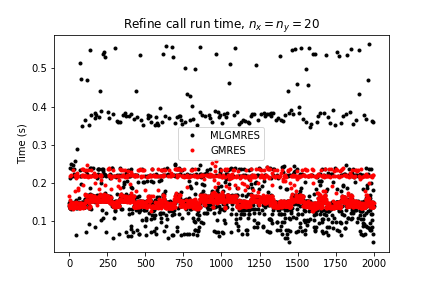 Refine call run time, $n_x = n_y = 20$
Time (s)
0.5
0.4
0.3
0.2
0.1
MLGMRES
GMRES
0 250 500 750 1000 1250 1500 1750 2000